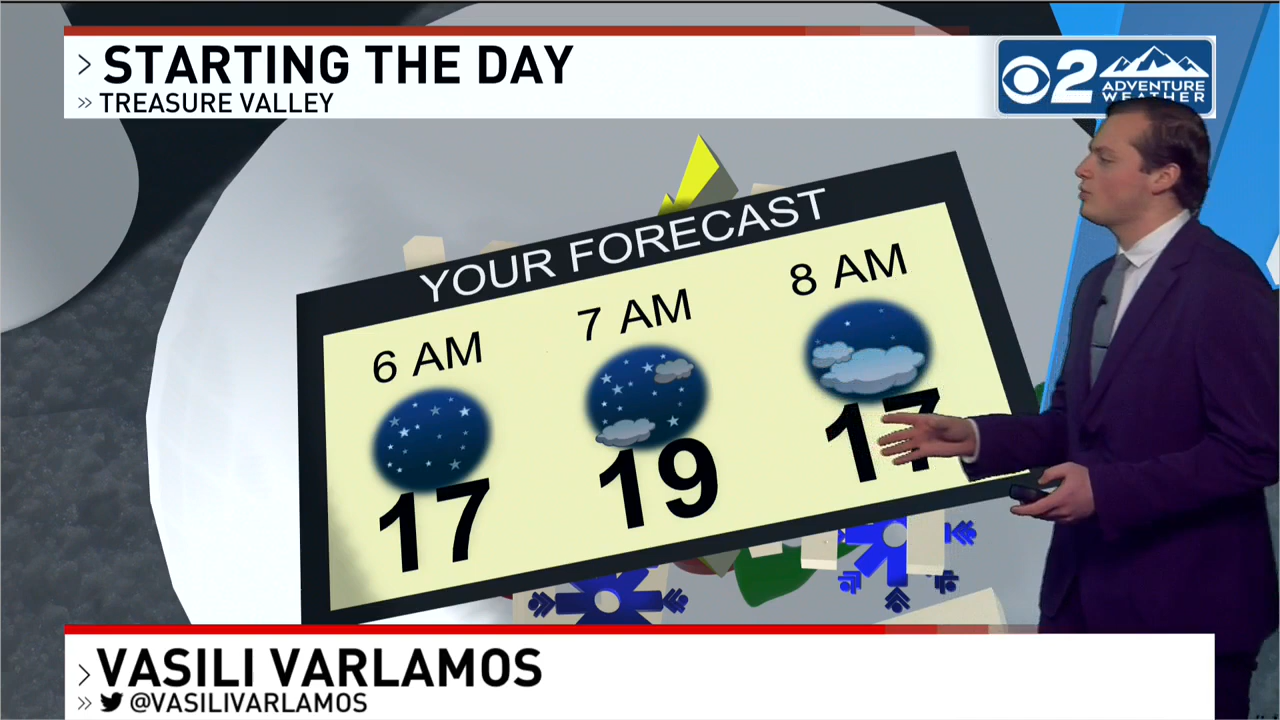 > STARTING THE DAY
» TREASURE VALLEY
2 ADVENTURE
WEATHER
YOUR FORECAST
6 AM 7 AM 8 AM
17 19 17
> VASILI VARLAMOS
» @VASILIVARLAMOS